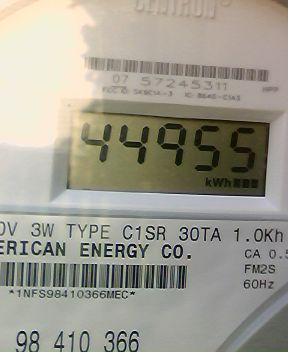 CENTRON
07 57245311 HPP
44955
kWh
0V 3W TYPE C1SR 30TA 1.0Kh
ERICAN ENERGY CO.
CA 0.5
FM2S
60Hz
*1NFS98410366MEC*
98 410 366